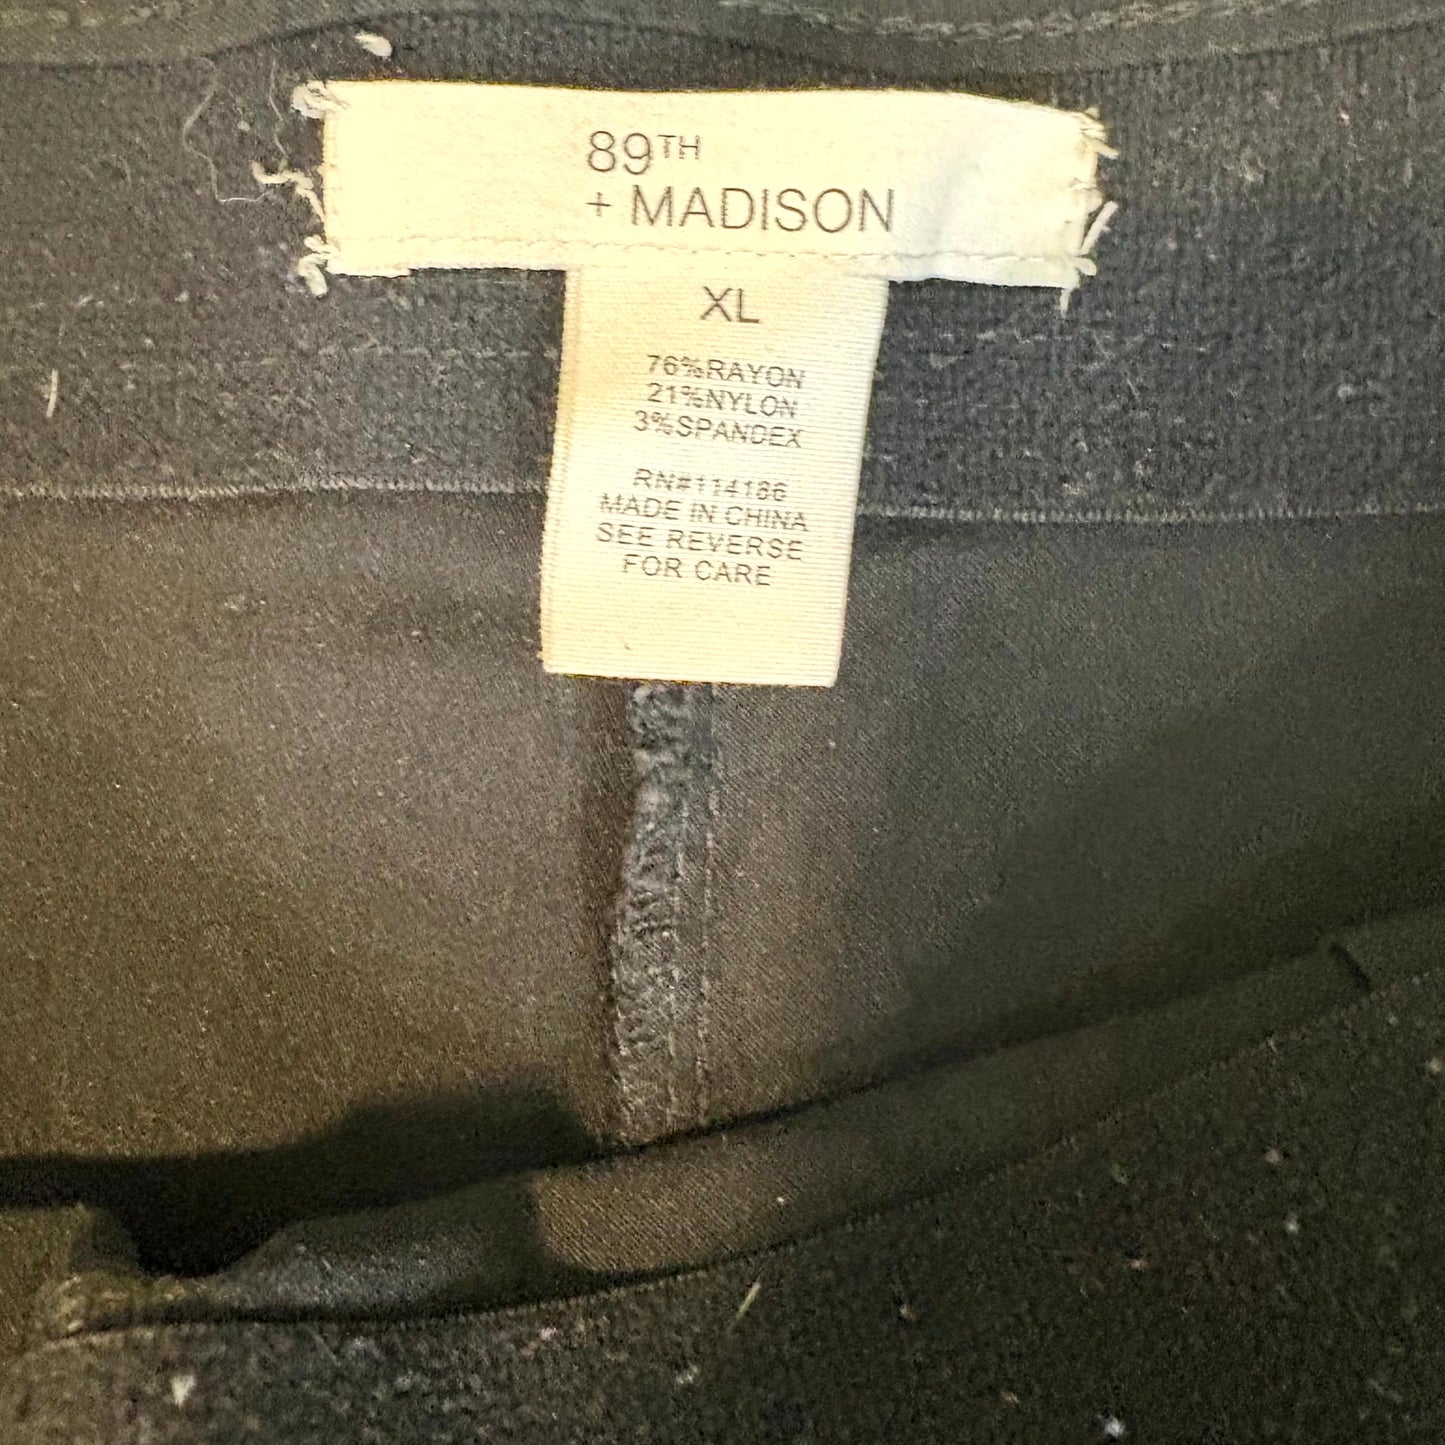 89TH
+ MADISON
XL
76%RAYON
21%NYLON
3%SPANDEX
RN#114186
MADE IN CHINA
SEE REVERSE
FOR CARE